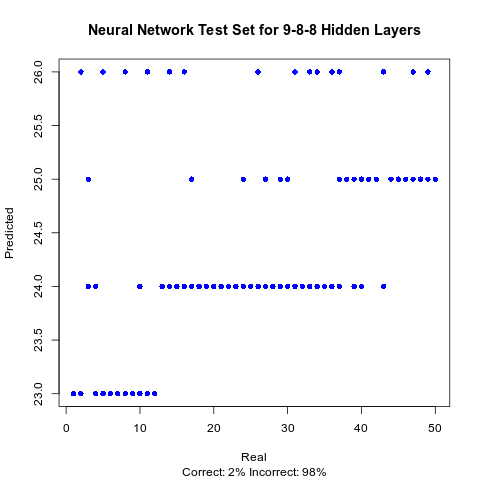 Neural Network Test Set for 9-8-8 Hidden Layers
26.0
25.5
25.0
24.5
24.0
23.5
23.0
Predicted
0 10 20 30 40 50
Real
Correct: 2% Incorrect: 98%